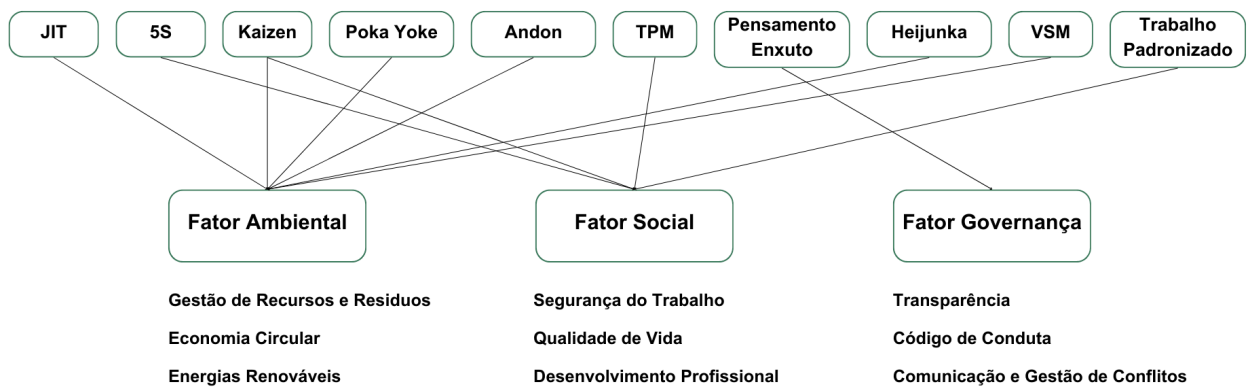 JIT
5S
Kaizen
Poka Yoke
Andon
TPM
Pensamento
Enxuto
Heijunka
VSM
Trabalho
Padronizado
Fator Ambiental
Fator Social
Fator Governança
Gestão de Recursos e Residuos
Segurança do Trabalho
Transparência
Economia Circular
Qualidade de Vida
Código de Conduta
Energias Renováveis
Desenvolvimento Profissional
Comunicação e Gestão de Conflitos